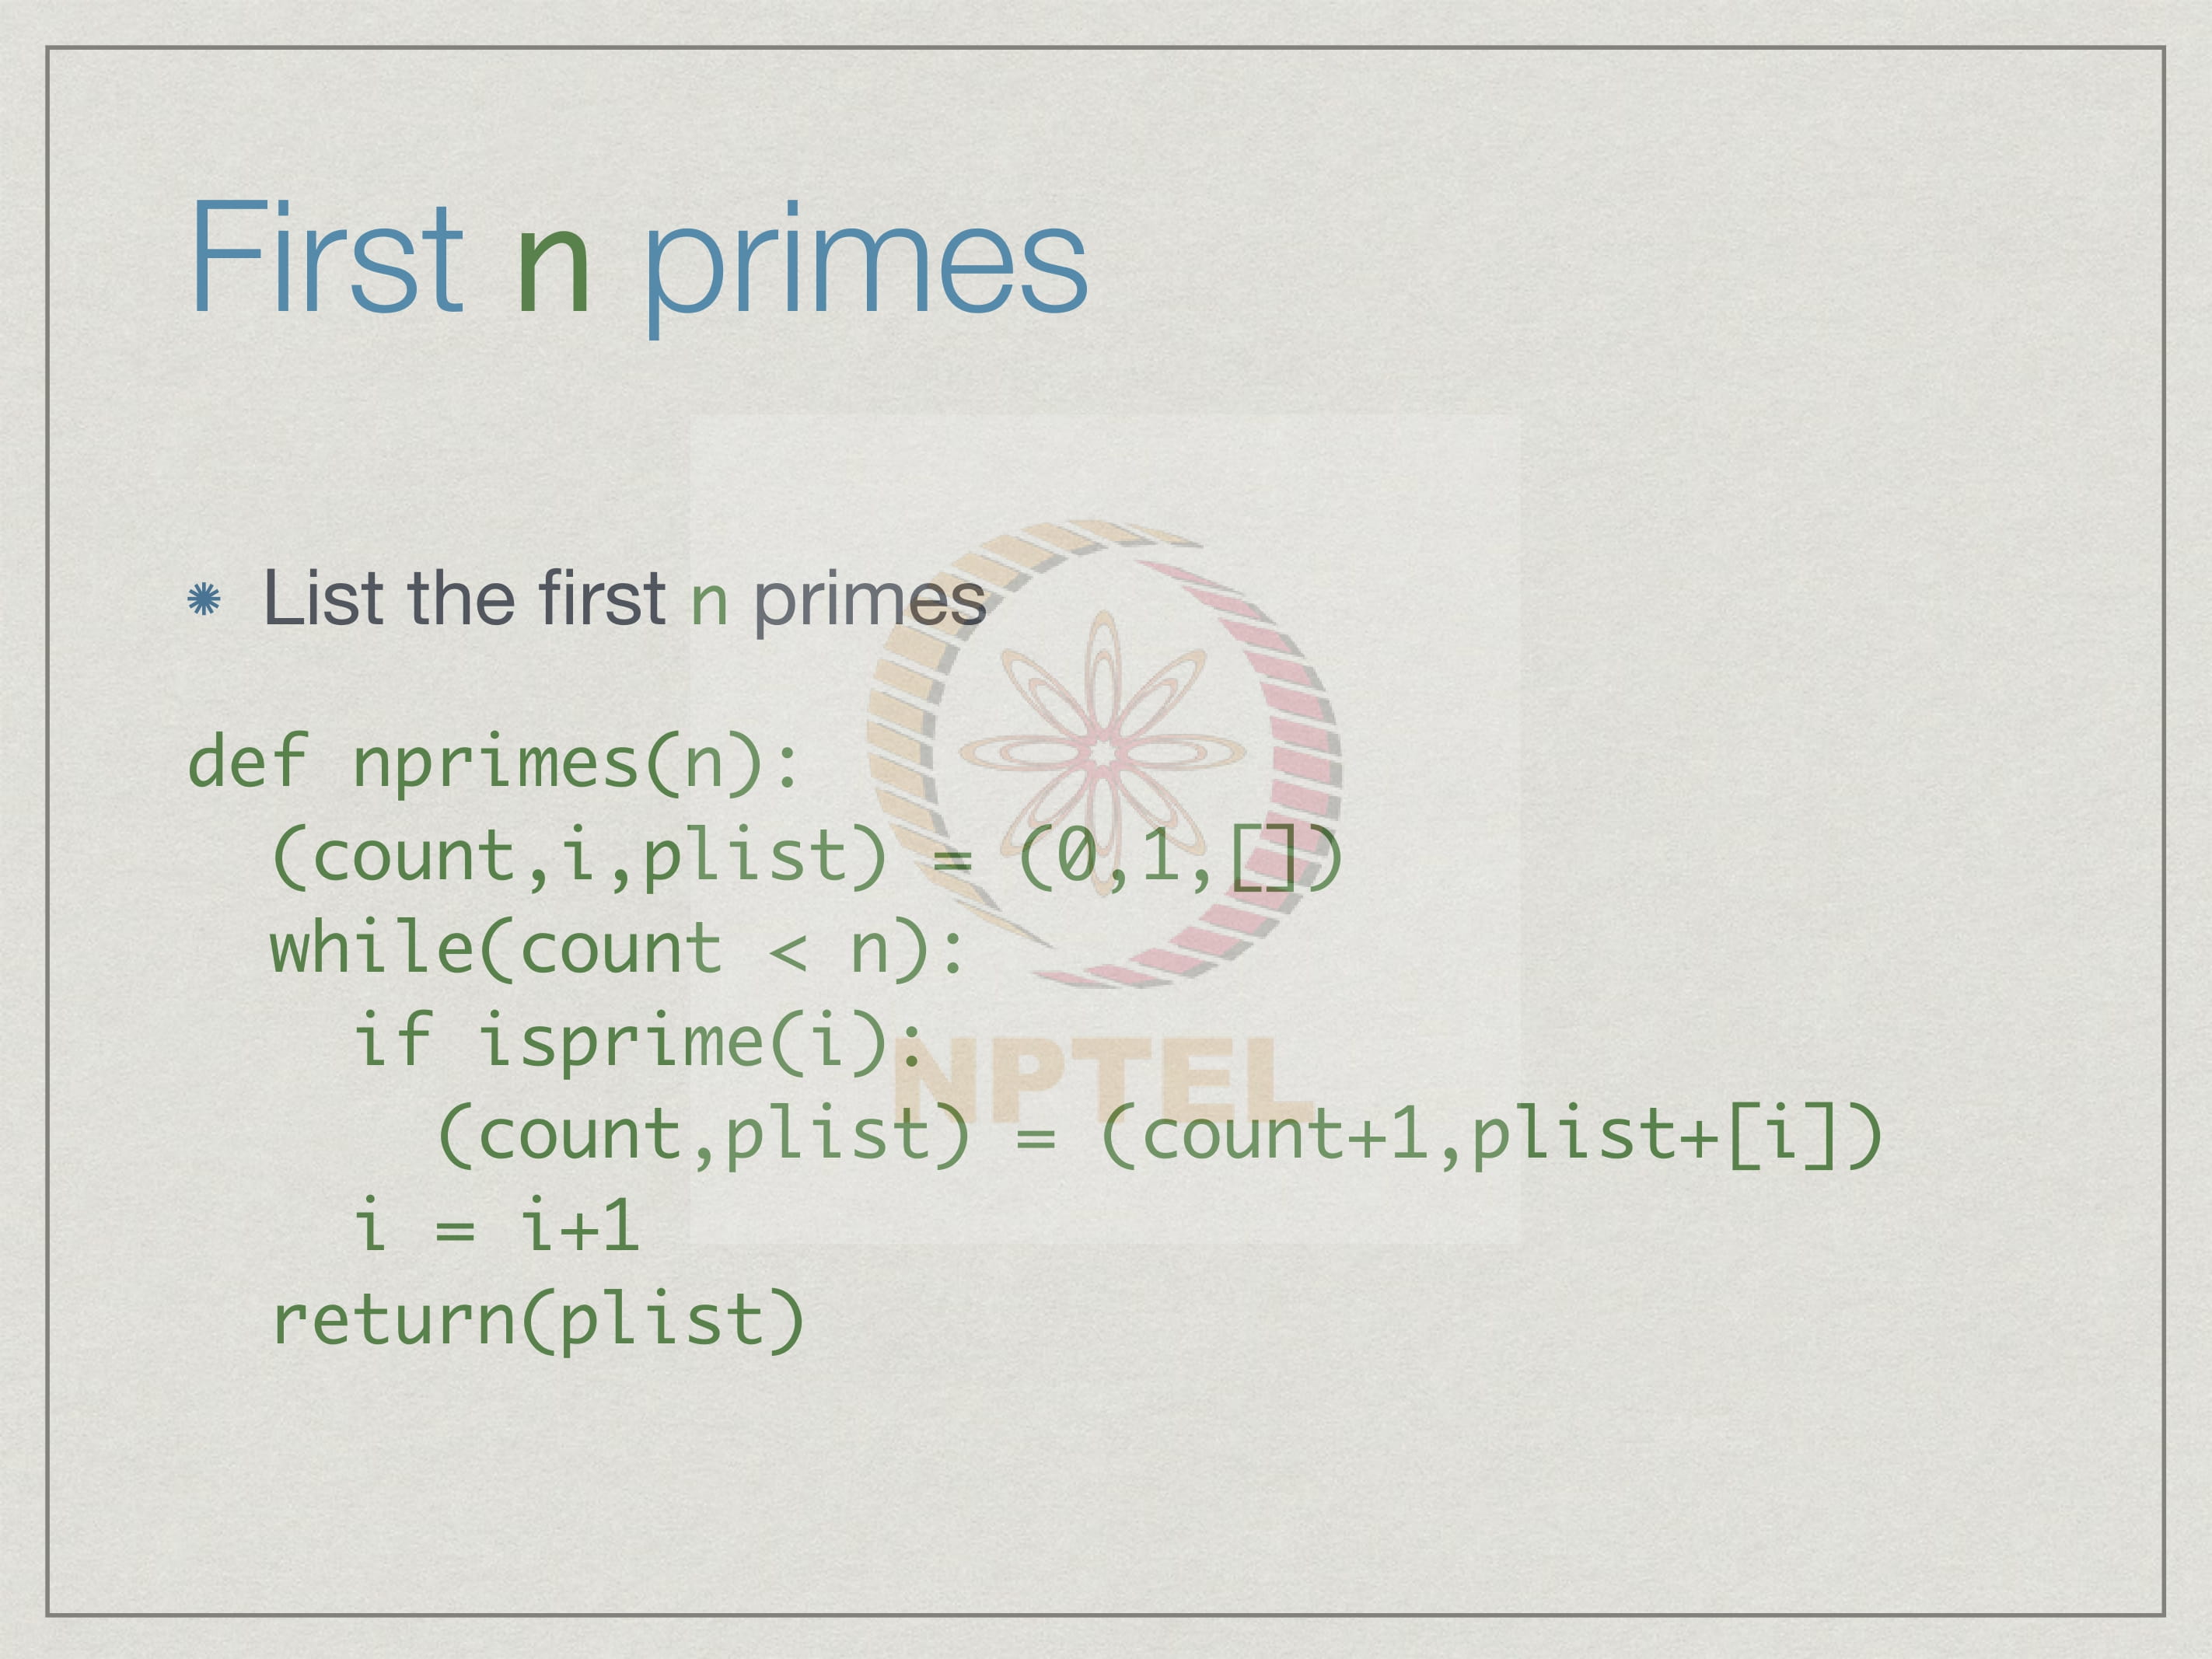 First n primes
List the first n primes
def nprimes(n):
  (count,i,plist) = (0,1,[])
  while(count < n):
    if isprime(i):
      (count,plist) = (count+1,plist+[i])
    i = i+1
  return(plist)
NPTEL